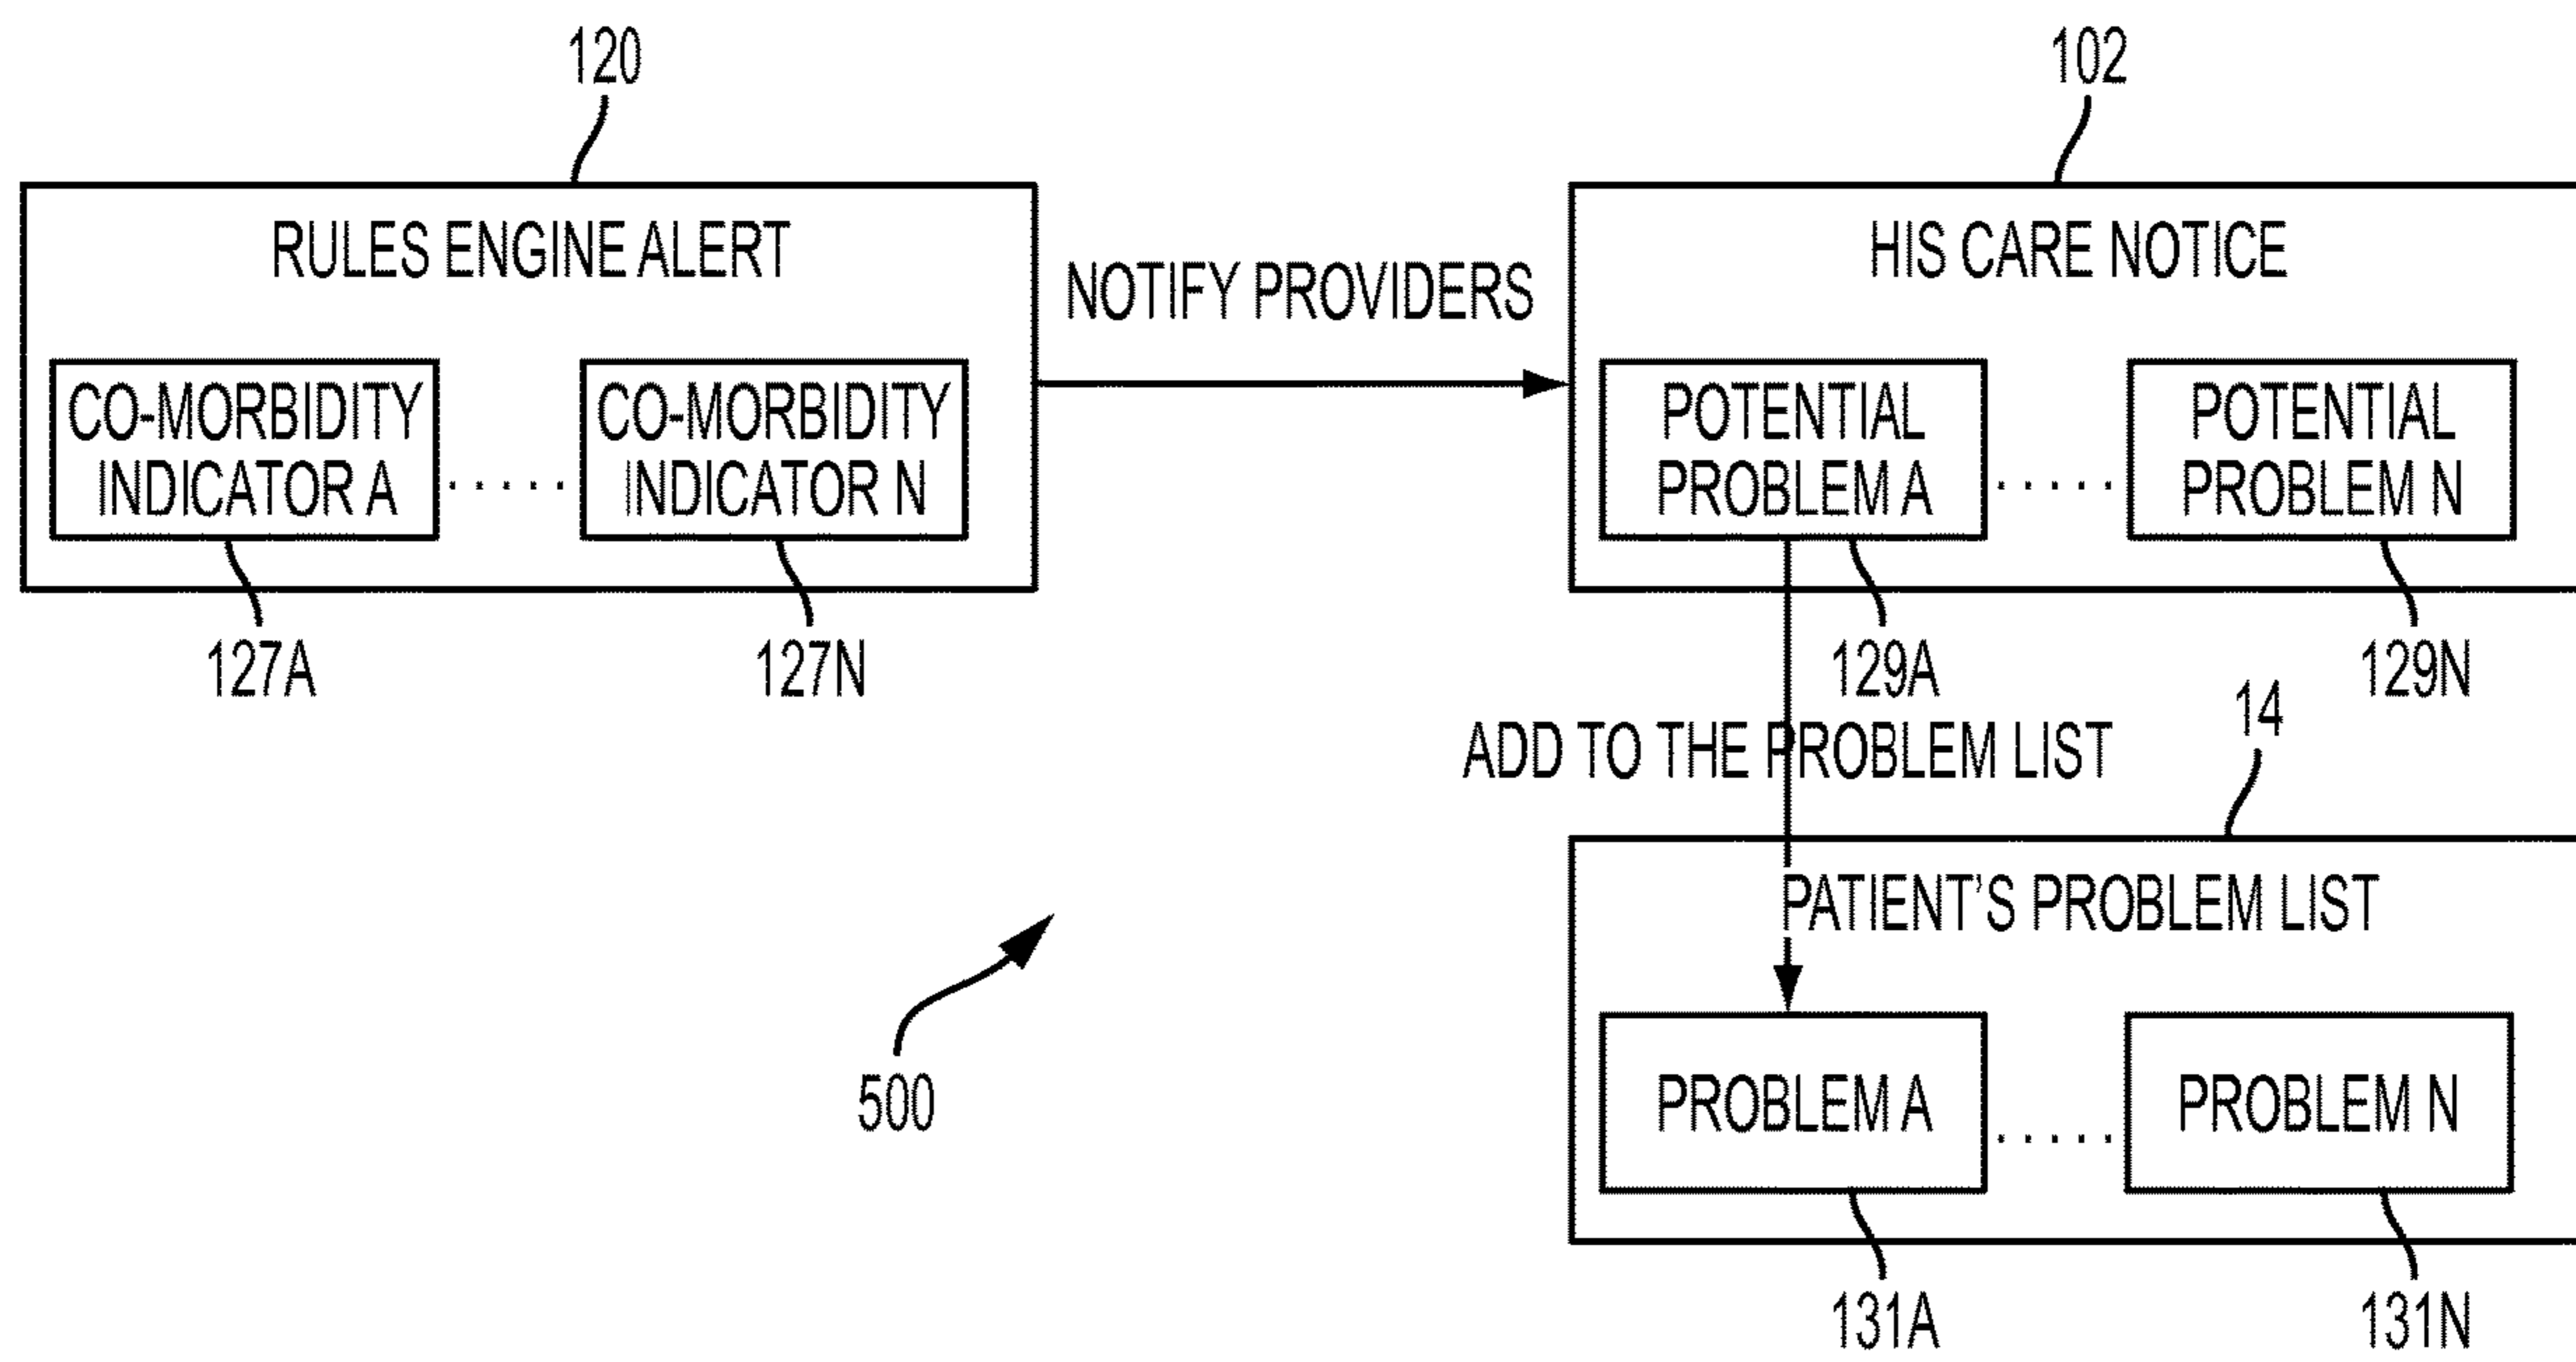 120
102
RULES ENGINE ALERT
HIS CARE NOTICE
NOTIFY PROVIDERS
CO-MORBIDITY
INDICATOR A
.....
CO-MORBIDITY
INDICATOR N
POTENTIAL
PROBLEM A
.....
POTENTIAL
PROBLEM N
127A
127N
129A
129N
14
ADD TO THE PROBLEM LIST
PATIENT'S PROBLEM LIST
500
PROBLEM A
.....
PROBLEM N
131A
131N